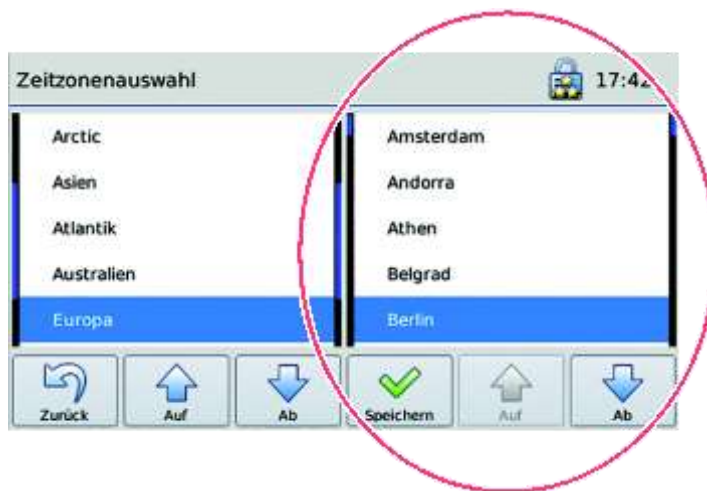 Zeitzonenauswahl
17:42
Arctic
Asien
Atlantik
Australien
Europa
Amsterdam
Andorra
Athen
Belgrad
Berlin
Zurück
Auf
Ab
Speichern
Auf
Ab